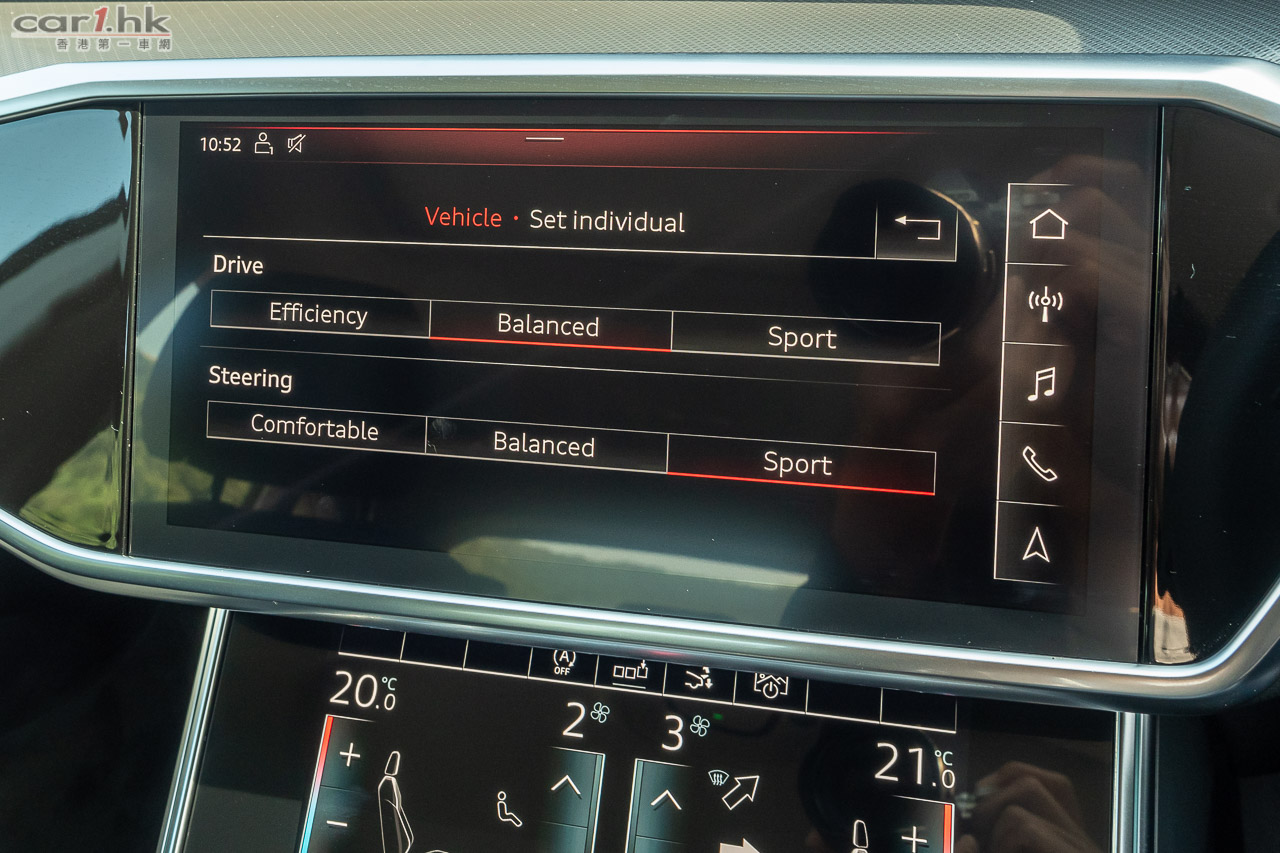 car1.hk
香港第一車網
10:52 1
Vehicle • Set individual
Drive
Efficiency Balanced Sport
Steering
Comfortable Balanced Sport
(A) OFF
20.0 °C 2 3 21.0 °C